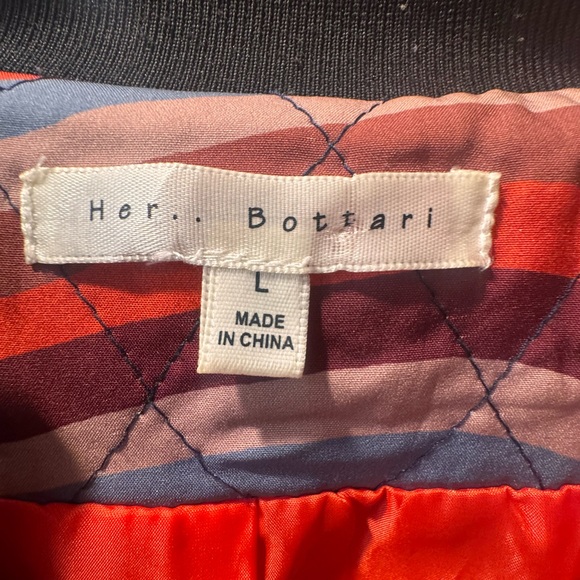 Her.. Bottari
L
MADE
IN CHINA